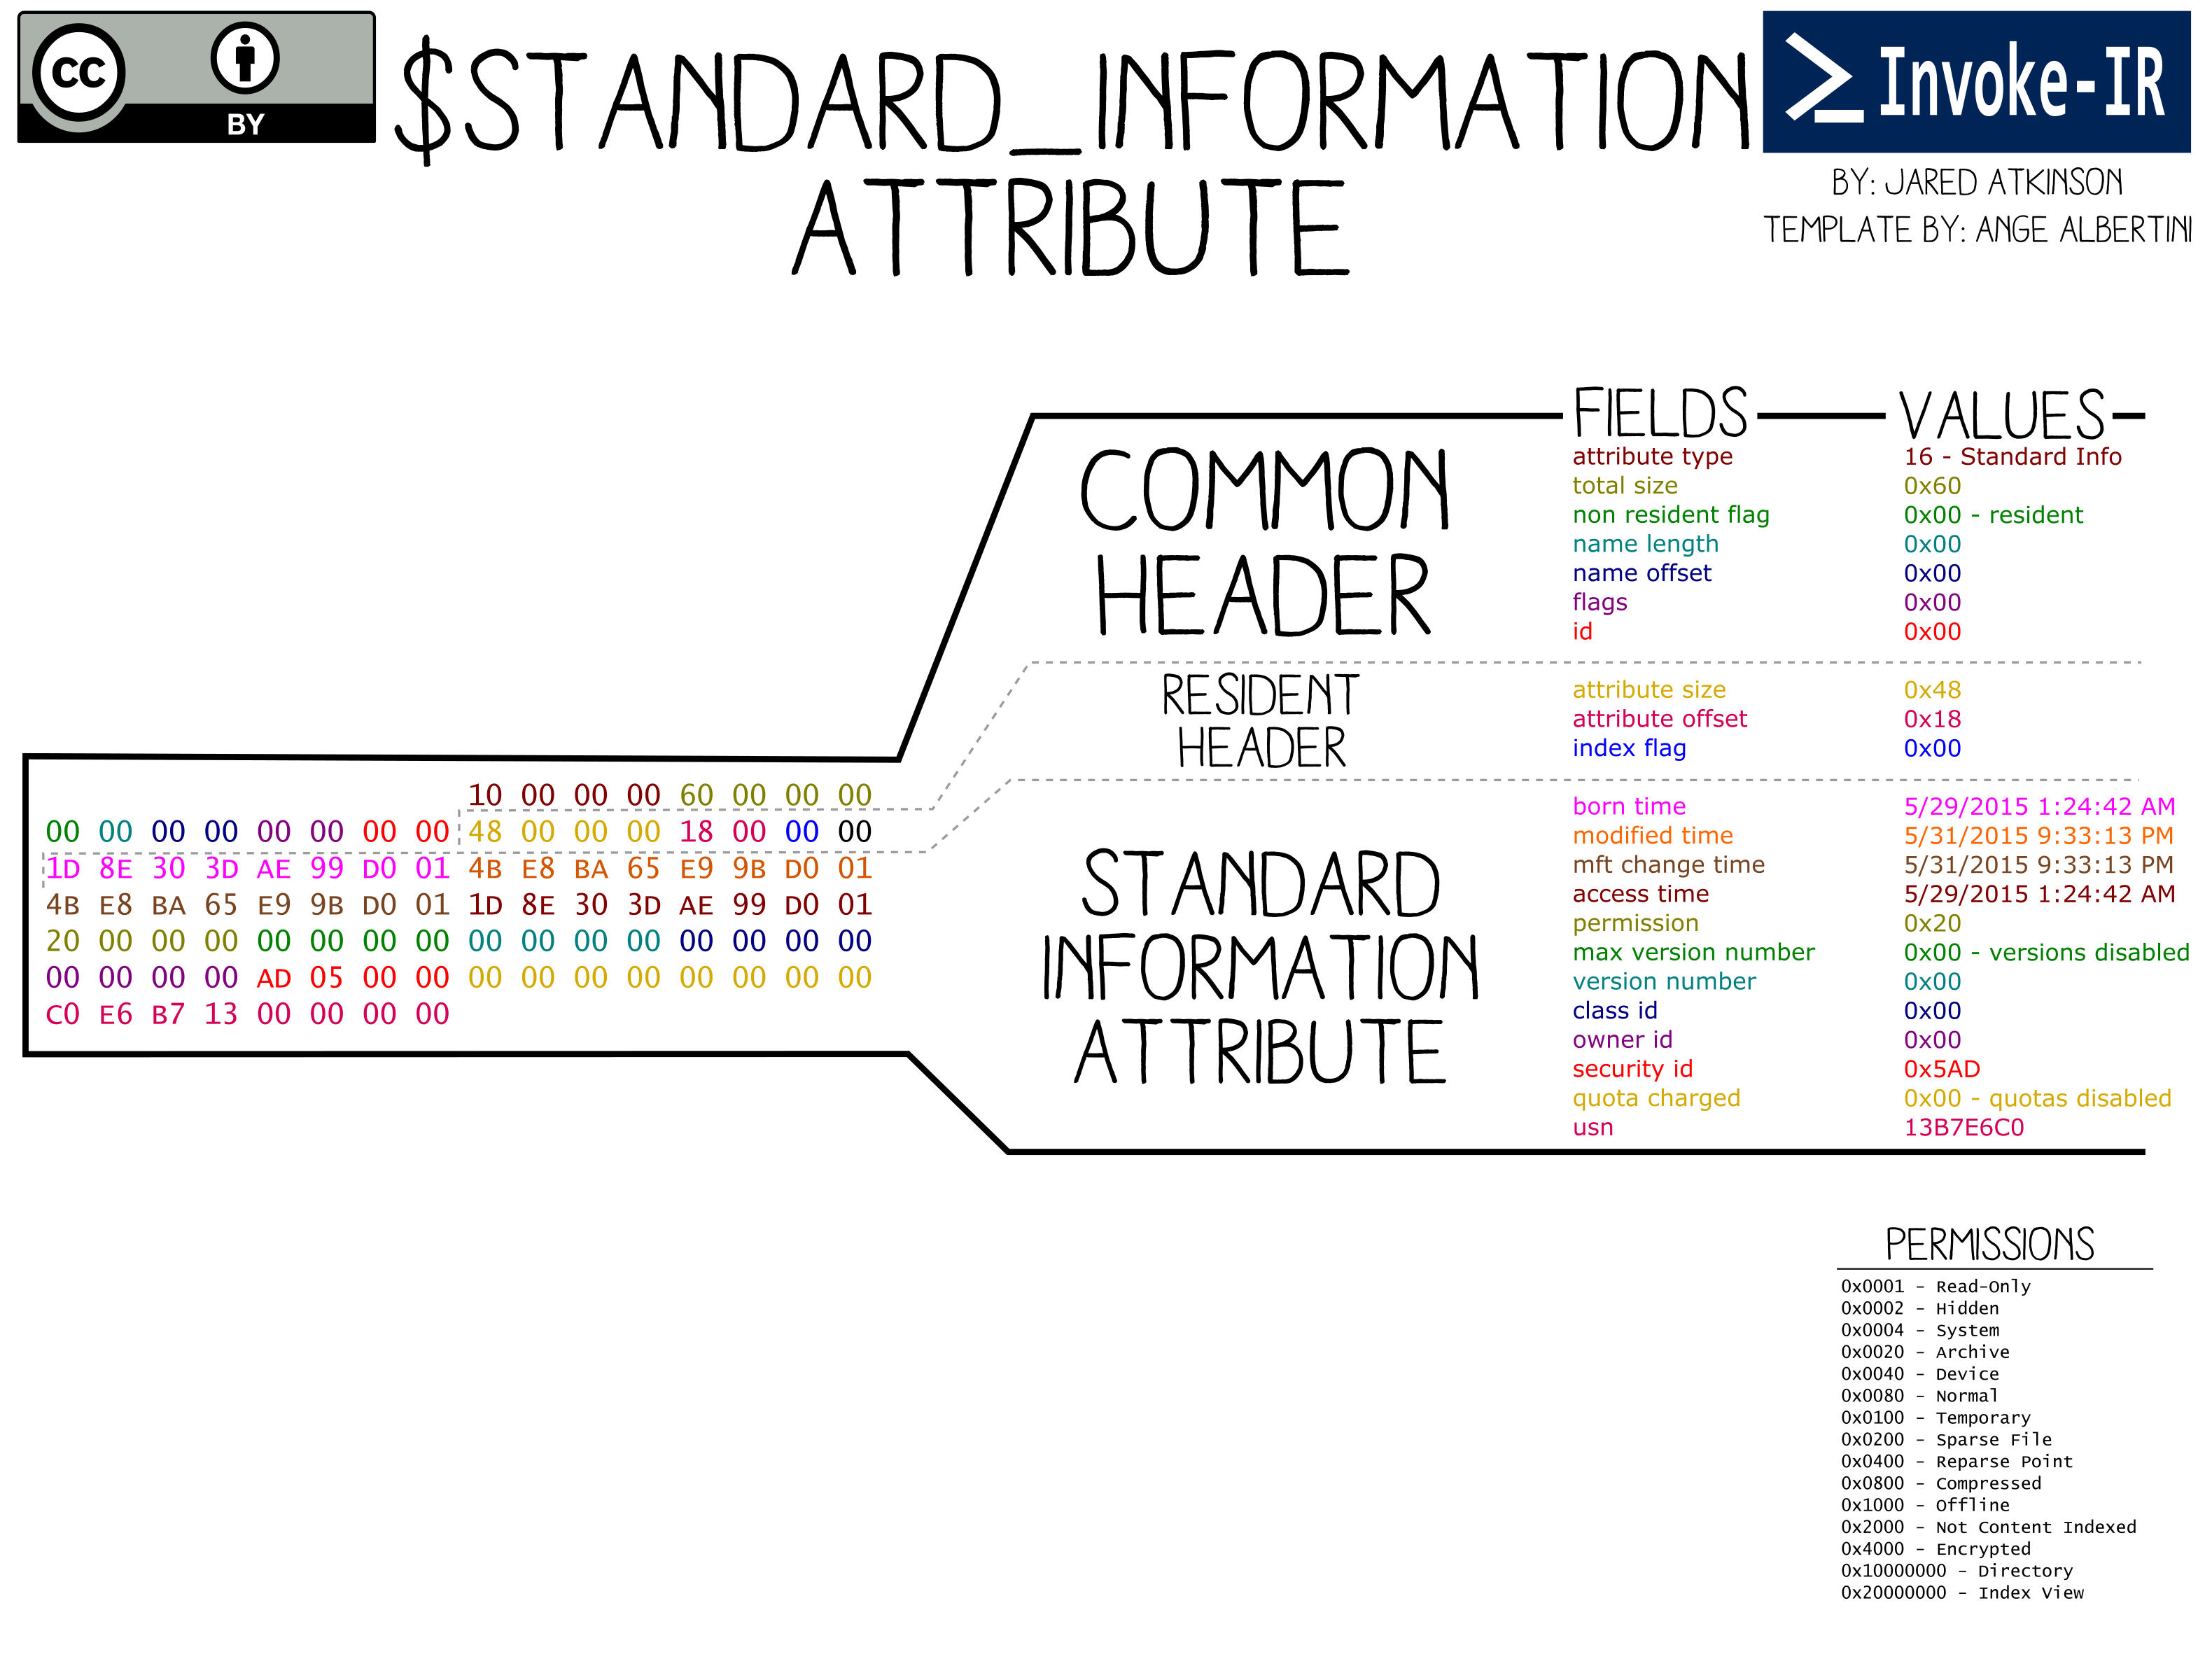 cc
BY
$STANDARD_INFORMATION
ATTRIBUTE
Invoke-IR
BY: JARED ATKINSON
TEMPLATE BY: ANGE ALBERTINI
FIELDS VALUES
COMMON
HEADER
attribute type 16 - Standard Info
total size 0x60
non resident flag 0x00 - resident
name length 0x00
name offset 0x00
flags 0x00
id 0x00
RESIDENT
HEADER
attribute size 0x48
attribute offset 0x18
index flag 0x00
10 00 00 00 60 00 00 00
00 00 00 00 00 00 00 00 48 00 00 00 18 00 00 00
1D 8E 30 3D AE 99 D0 01 4B E8 BA 65 E9 9B D0 01
4B E8 BA 65 E9 9B D0 01 1D 8E 30 3D AE 99 D0 01
20 00 00 00 00 00 00 00 00 00 00 00 00 00 00 00
00 00 00 00 AD 05 00 00 00 00 00 00 00 00 00 00
C0 E6 B7 13 00 00 00 00
STANDARD
INFORMATION
ATTRIBUTE
born time 5/29/2015 1:24:42 AM
modified time 5/31/2015 9:33:13 PM
mft change time 5/31/2015 9:33:13 PM
access time 5/29/2015 1:24:42 AM
permission 0x20
max version number 0x00 - versions disabled
version number 0x00
class id 0x00
owner id 0x00
security id 0x5AD
quota charged 0x00 - quotas disabled
usn 13B7E6C0
PERMISSIONS
0x0001 - Read-Only
0x0002 - Hidden
0x0004 - System
0x0020 - Archive
0x0040 - Device
0x0080 - Normal
0x0100 - Temporary
0x0200 - Sparse File
0x0400 - Reparse Point
0x0800 - Compressed
0x1000 - Offline
0x2000 - Not Content Indexed
0x4000 - Encrypted
0x10000000 - Directory
0x20000000 - Index View